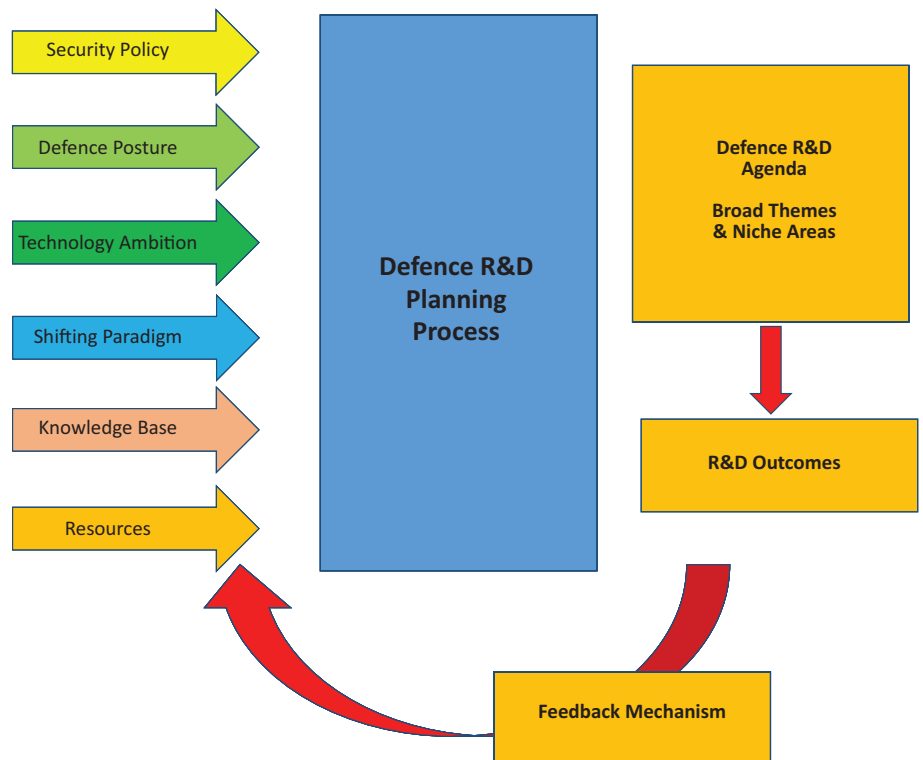 Security Policy
Defence Posture
Technology Ambition
Shifting Paradigm
Knowledge Base
Resources
Defence R&D
Planning
Process
Defence R&D
Agenda
Broad Themes
& Niche Areas
R&D Outcomes
Feedback Mechanism